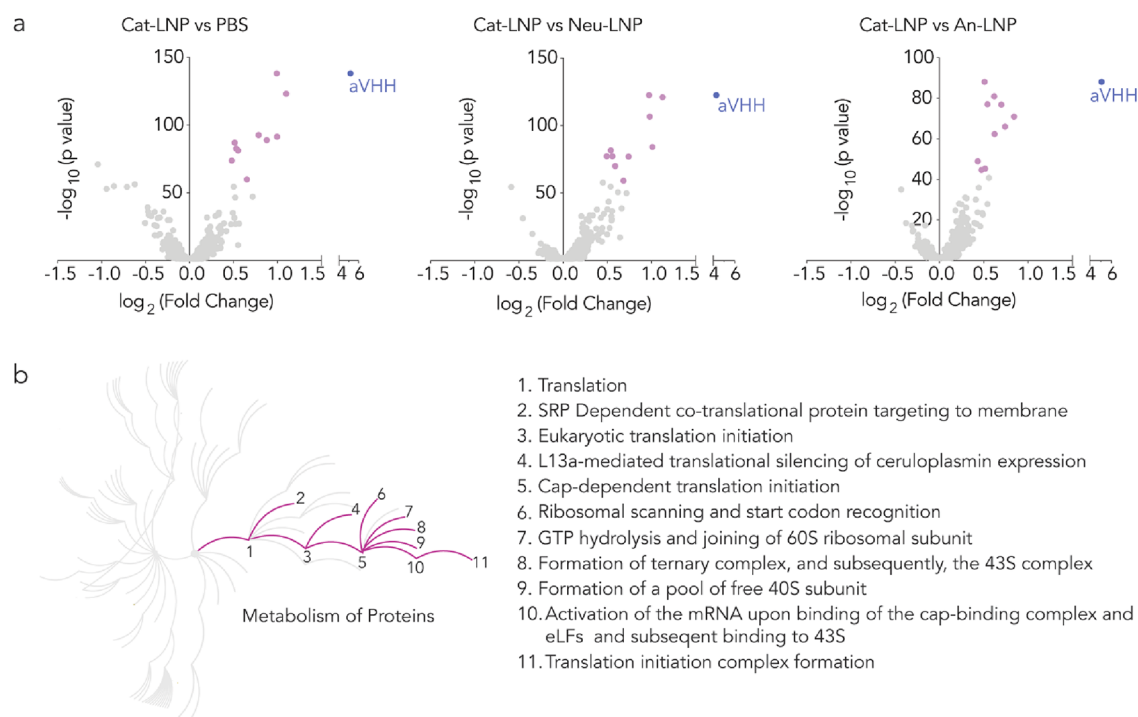 a
Cat-LNP vs PBS
Cat-LNP vs Neu-LNP
Cat-LNP vs An-LNP
150
100
50
-log10 (p value)
aVHH
-1.5 -1.0 -0.5 0.0 0.5 1.0 1.5 4 6
log2 (Fold Change)
150
100
50
-log10 (p value)
aVHH
-1.5 -1.0 -0.5 0.0 0.5 1.0 1.5 4 6
log2 (Fold Change)
100
80
60
40
20
-log10 (p value)
aVHH
-1.5 -1.0 -0.5 0.0 0.5 1.0 1.5 4 6
log2 (Fold Change)
b
1
2
3
4
5
6
7
8
9
10
11
Metabolism of Proteins
1. Translation
2. SRP Dependent co-translational protein targeting to membrane
3. Eukaryotic translation initiation
4. L13a-mediated translational silencing of ceruloplasmin expression
5. Cap-dependent translation initiation
6. Ribosomal scanning and start codon recognition
7. GTP hydrolysis and joining of 60S ribosomal subunit
8. Formation of ternary complex, and subsequently, the 43S complex
9. Formation of a pool of free 40S subunit
10. Activation of the mRNA upon binding of the cap-binding complex and
eLFs and subseqent binding to 43S
11. Translation initiation complex formation